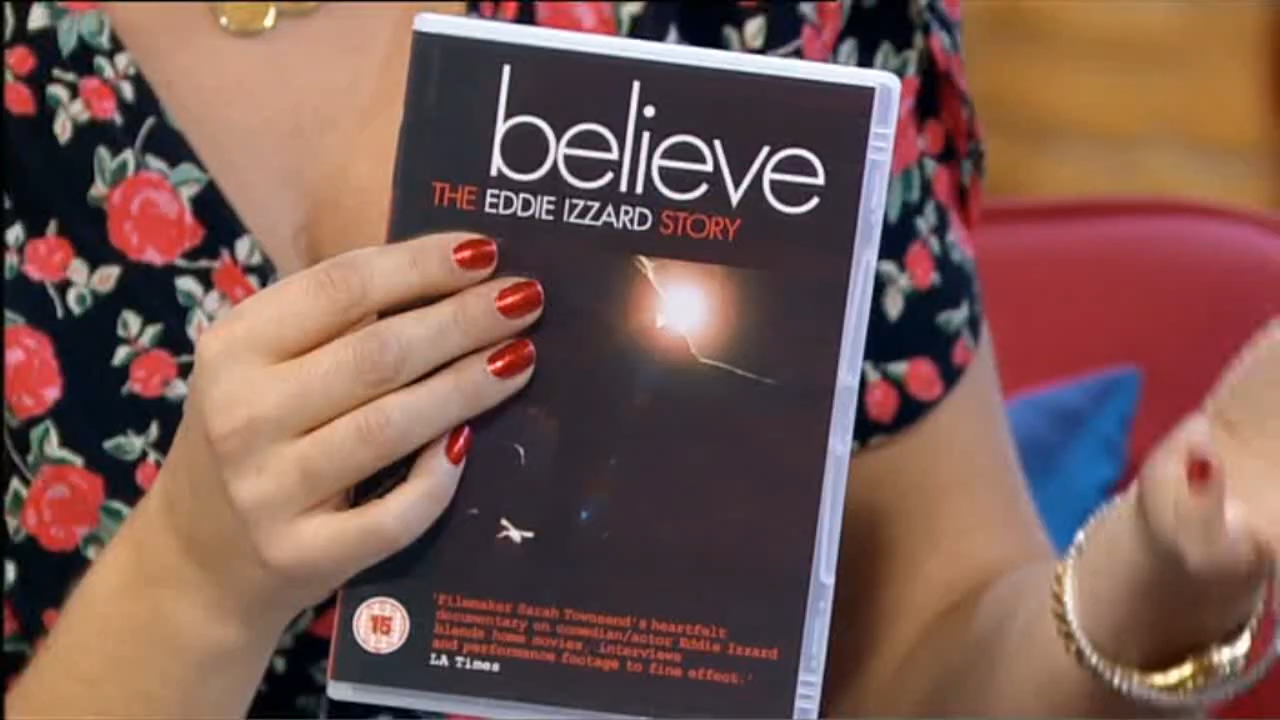 believe
THE EDDIE IZZARD STORY
15
'Filmmaker Sarah Townsend's heartfelt
documentary on comedian/actor Eddie Izzard
blends home movies, interviews
and performance footage to fine effect.'
LA Times